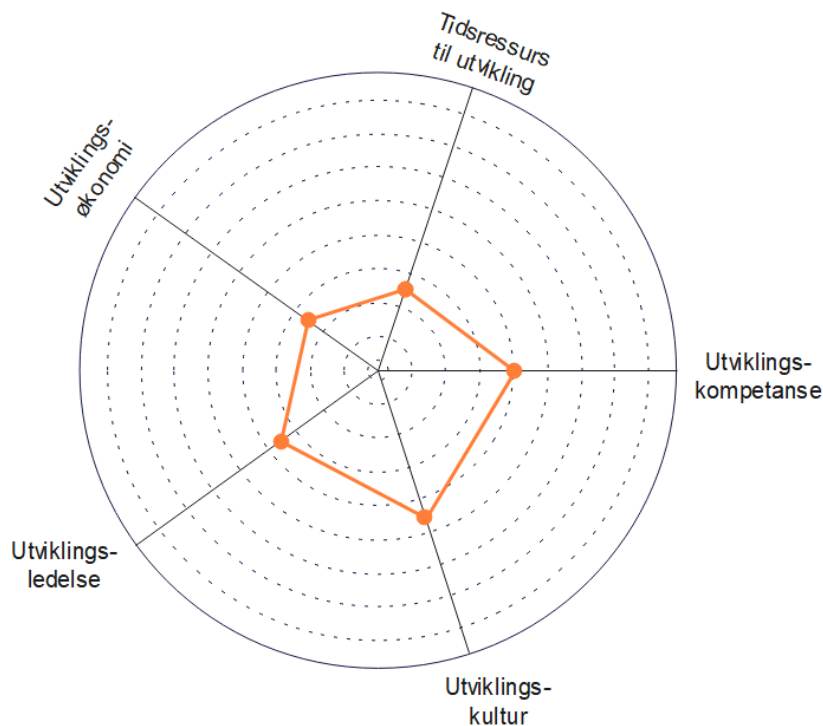 Tidsressurs
til utvikling
Utviklings-
økonomi
Utviklings-
kompetanse
Utviklings-
ledelse
Utviklings-
kultur